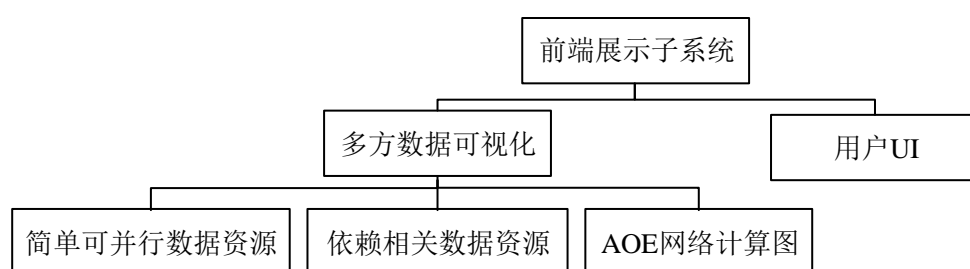 前端展示子系统
多方数据可视化
用户UI
简单可并行数据资源
依赖相关数据资源
AOE网络计算图